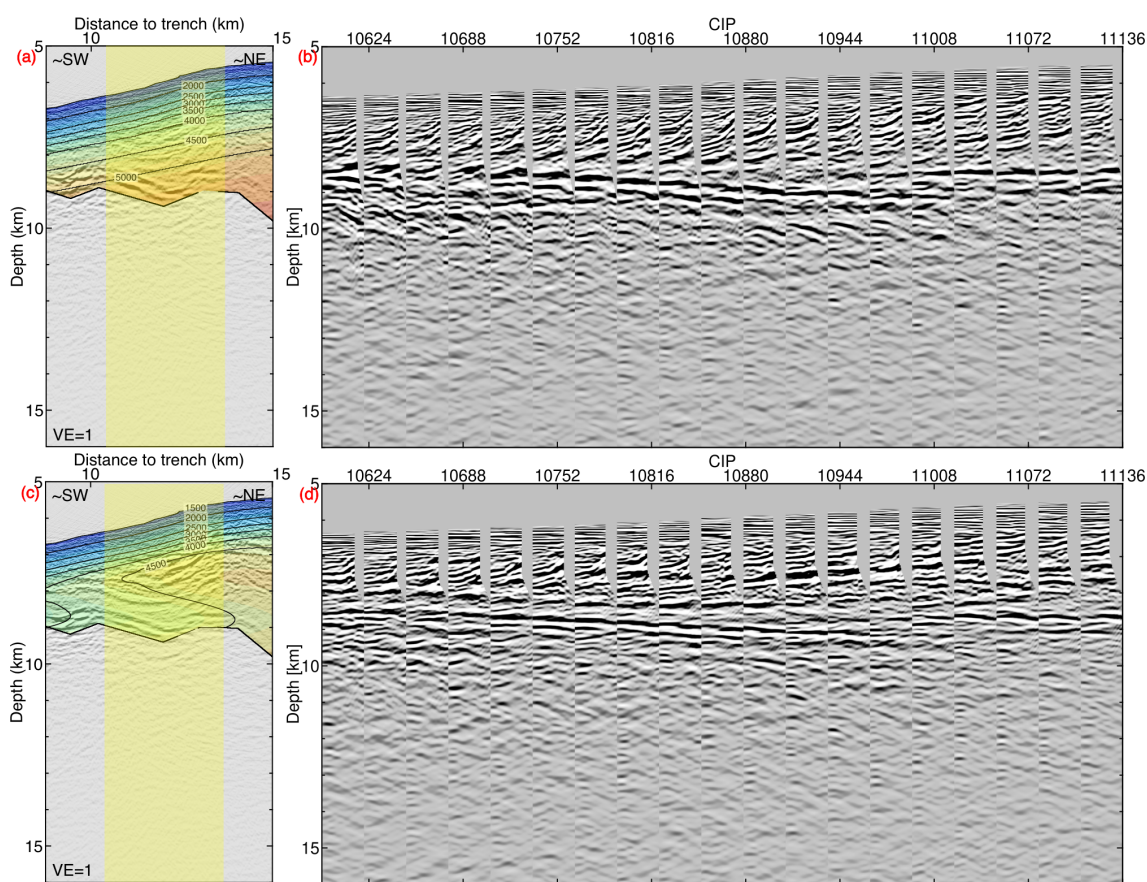 Distance to trench (km)
10 15
(a) 5 ~SW ~NE
2000
2500
3000
3500
4000
4500
5000
10
15
Depth (km)
VE=1
CIP
10624 10688 10752 10816 10880 10944 11008 11072 11136
(b) 5
10
15
Depth [km]
Distance to trench (km)
10 15
(c) 5 ~SW ~NE
1500
2000
2500
3000
3500
4000
4500
10
15
Depth (km)
VE=1
CIP
10624 10688 10752 10816 10880 10944 11008 11072 11136
(d) 5
10
15
Depth [km]